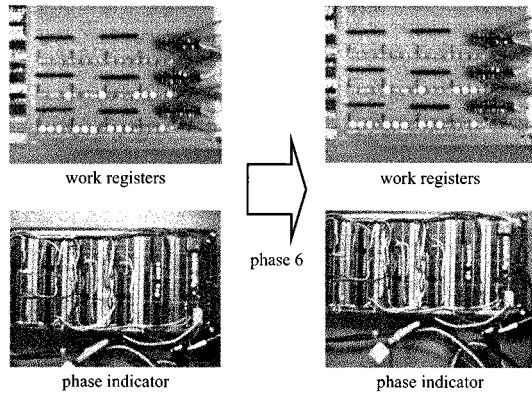 work registers
work registers
phase 6
phase indicator
phase indicator